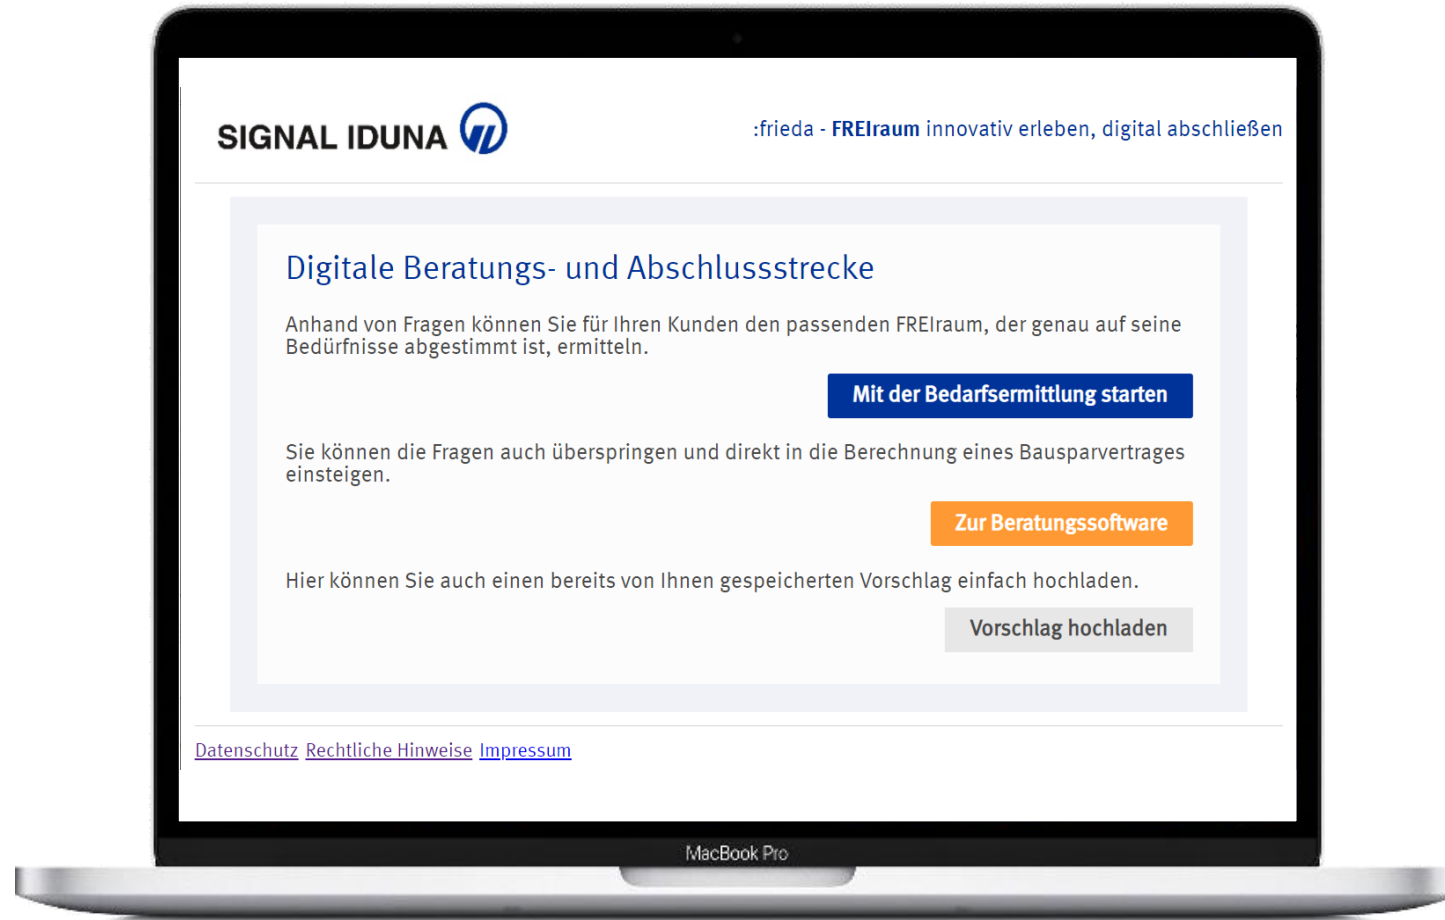 SIGNAL IDUNA
:frieda - FREIraum innovativ erleben, digital abschließen
Digitale Beratungs- und Abschlussstrecke
Anhand von Fragen können Sie für Ihren Kunden den passenden FREIraum, der genau auf seine
Bedürfnisse abgestimmt ist, ermitteln.
Mit der Bedarfsermittlung starten
Sie können die Fragen auch überspringen und direkt in die Berechnung eines Bausparvertrages
einsteigen.
Zur Beratungssoftware
Hier können Sie auch einen bereits von Ihnen gespeicherten Vorschlag einfach hochladen.
Vorschlag hochladen
Datenschutz Rechtliche Hinweise Impressum
MacBook Pro